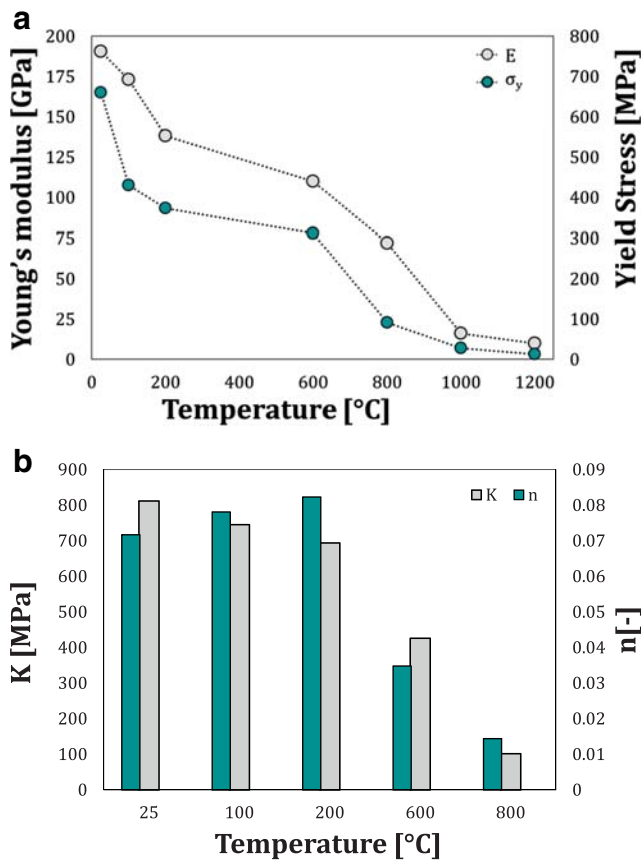 a
Young's modulus [GPa]
200
175
150
125
100
75
50
25
0
E
σy
800
700
600
500
400
300
200
100
0
Yield Stress [MPa]
0 200 400 600 800 1000 1200
Temperature [°C]
b
K [MPa]
900
800
700
600
500
400
300
200
100
0
K n
0.09
0.08
0.07
0.06
0.05
0.04
0.03
0.02
0.01
0
n[-]
25 100 200 600 800
Temperature [°C]